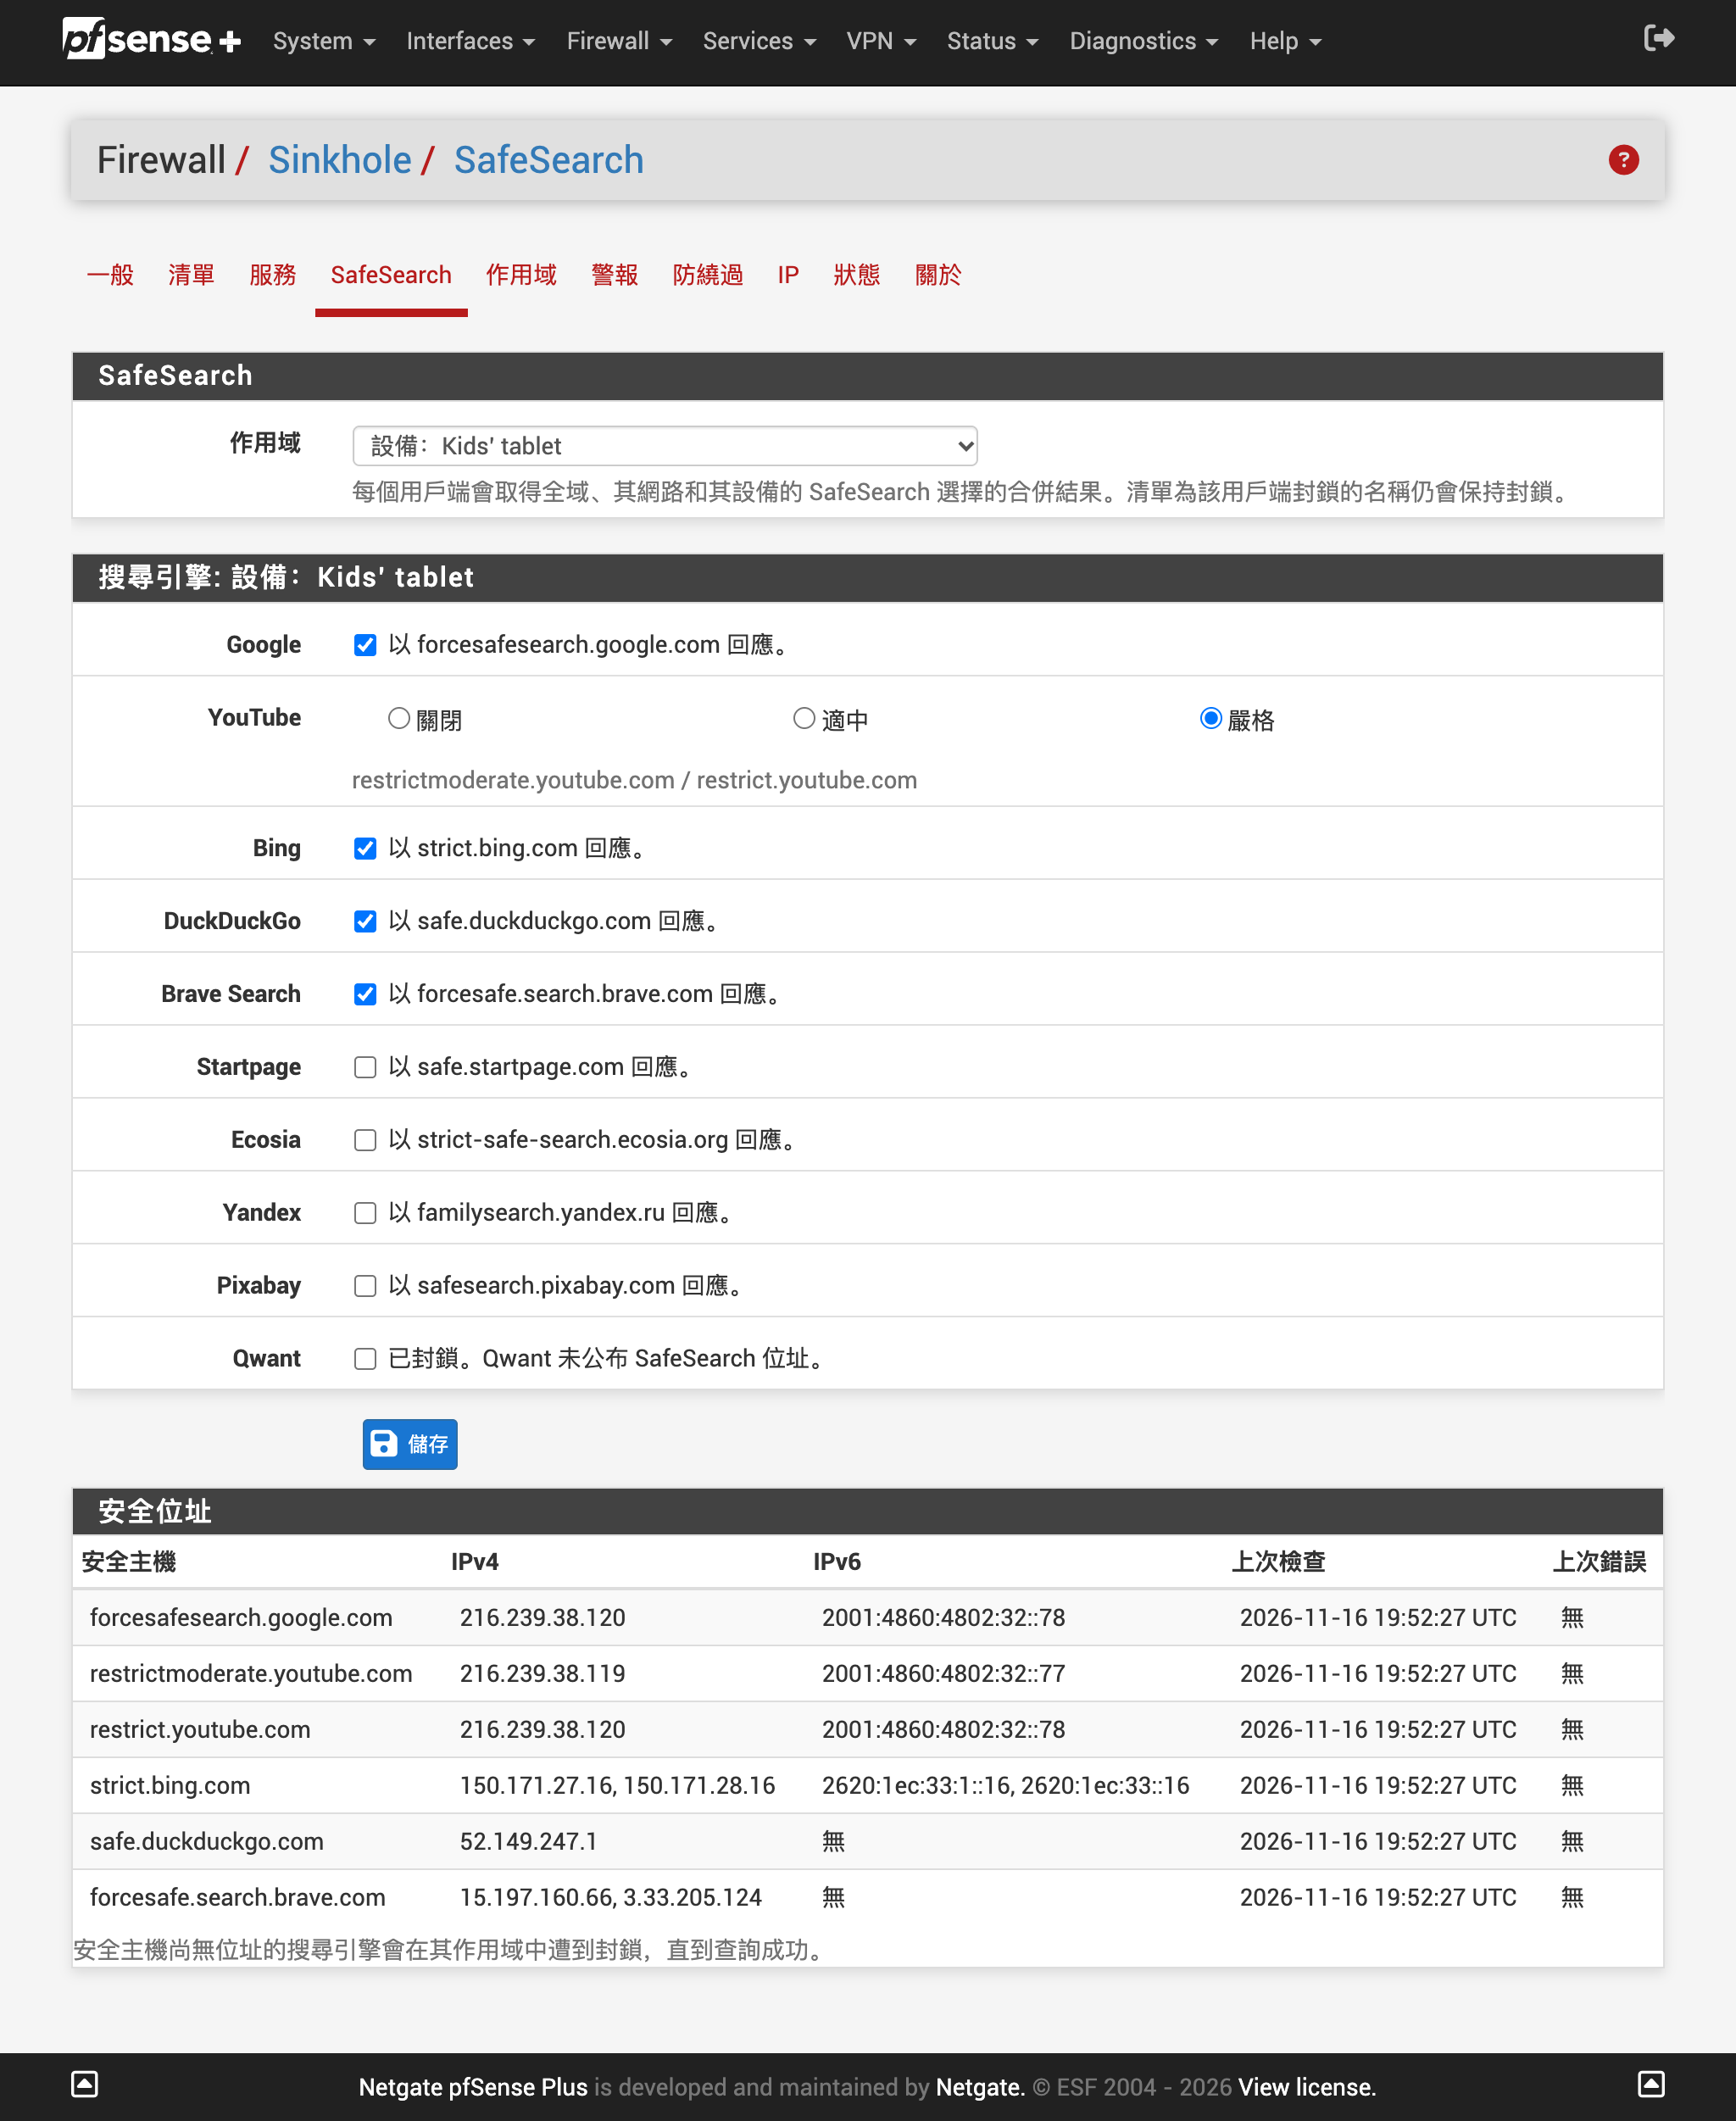 pfsense + System Interfaces Firewall Services VPN Status Diagnostics Help
Firewall / Sinkhole / SafeSearch
一般 清單 服務 SafeSearch 作用域 警報 防繞過 IP 狀態 關於
SafeSearch
作用域 設備：Kids' tablet
每個用戶端會取得全域、其網路和其設備的 SafeSearch 選擇的合併結果。清單為該用戶端封鎖的名稱仍會保持封鎖。
搜尋引擎: 設備：Kids' tablet
Google 以 forcesafesearch.google.com 回應。
YouTube 關閉 適中 嚴格
restrictmoderate.youtube.com / restrict.youtube.com
Bing 以 strict.bing.com 回應。
DuckDuckGo 以 safe.duckduckgo.com 回應。
Brave Search 以 forcesafe.search.brave.com 回應。
Startpage 以 safe.startpage.com 回應。
Ecosia 以 strict-safe-search.ecosia.org 回應。
Yandex 以 familysearch.yandex.ru 回應。
Pixabay 以 safesearch.pixabay.com 回應。
Qwant 已封鎖。Qwant 未公布 SafeSearch 位址。
儲存
安全位址
安全主機 IPv4 IPv6 上次檢查 上次錯誤
forcesafesearch.google.com 216.239.38.120 2001:4860:4802:32::78 2026-11-16 19:52:27 UTC 無
restrictmoderate.youtube.com 216.239.38.119 2001:4860:4802:32::77 2026-11-16 19:52:27 UTC 無
restrict.youtube.com 216.239.38.120 2001:4860:4802:32::78 2026-11-16 19:52:27 UTC 無
strict.bing.com 150.171.27.16, 150.171.28.16 2620:1ec:33:1::16, 2620:1ec:33::16 2026-11-16 19:52:27 UTC 無
safe.duckduckgo.com 52.149.247.1 無 2026-11-16 19:52:27 UTC 無
forcesafe.search.brave.com 15.197.160.66, 3.33.205.124 無 2026-11-16 19:52:27 UTC 無
安全主機尚無位址的搜尋引擎會在其作用域中遭到封鎖，直到查詢成功。
Netgate pfSense Plus is developed and maintained by Netgate. © ESF 2004 - 2026 View license.